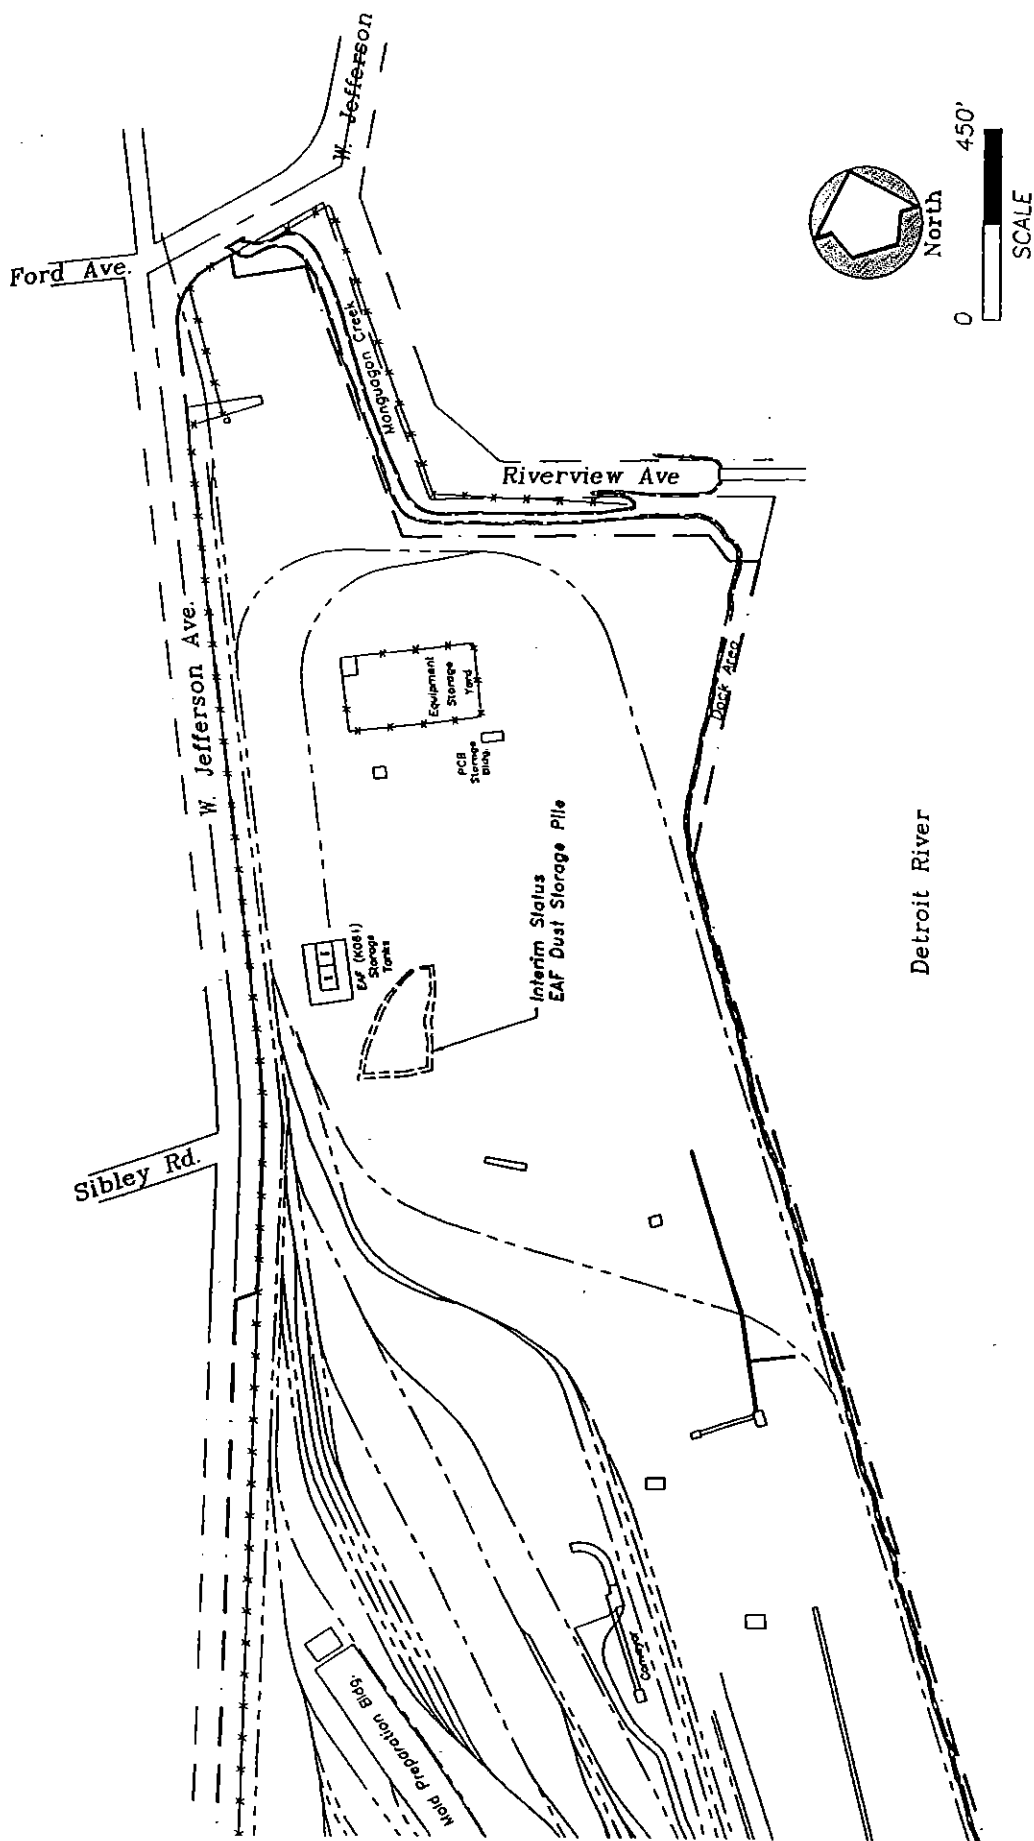 Ford Ave.
W. Jefferson
W. Jefferson Ave.
Monguagon Creek
Riverview Ave
North
0 450'
SCALE
Sibley Rd.
Equipment
Storage
Yard
PCB
Storage
Bldg.
Dock Area
EAF (K061)
Storage
Tanks
Interim Status
EAF Dust Storage Pile
Detroit River
Mold Preparation Bldg.
Conveyor